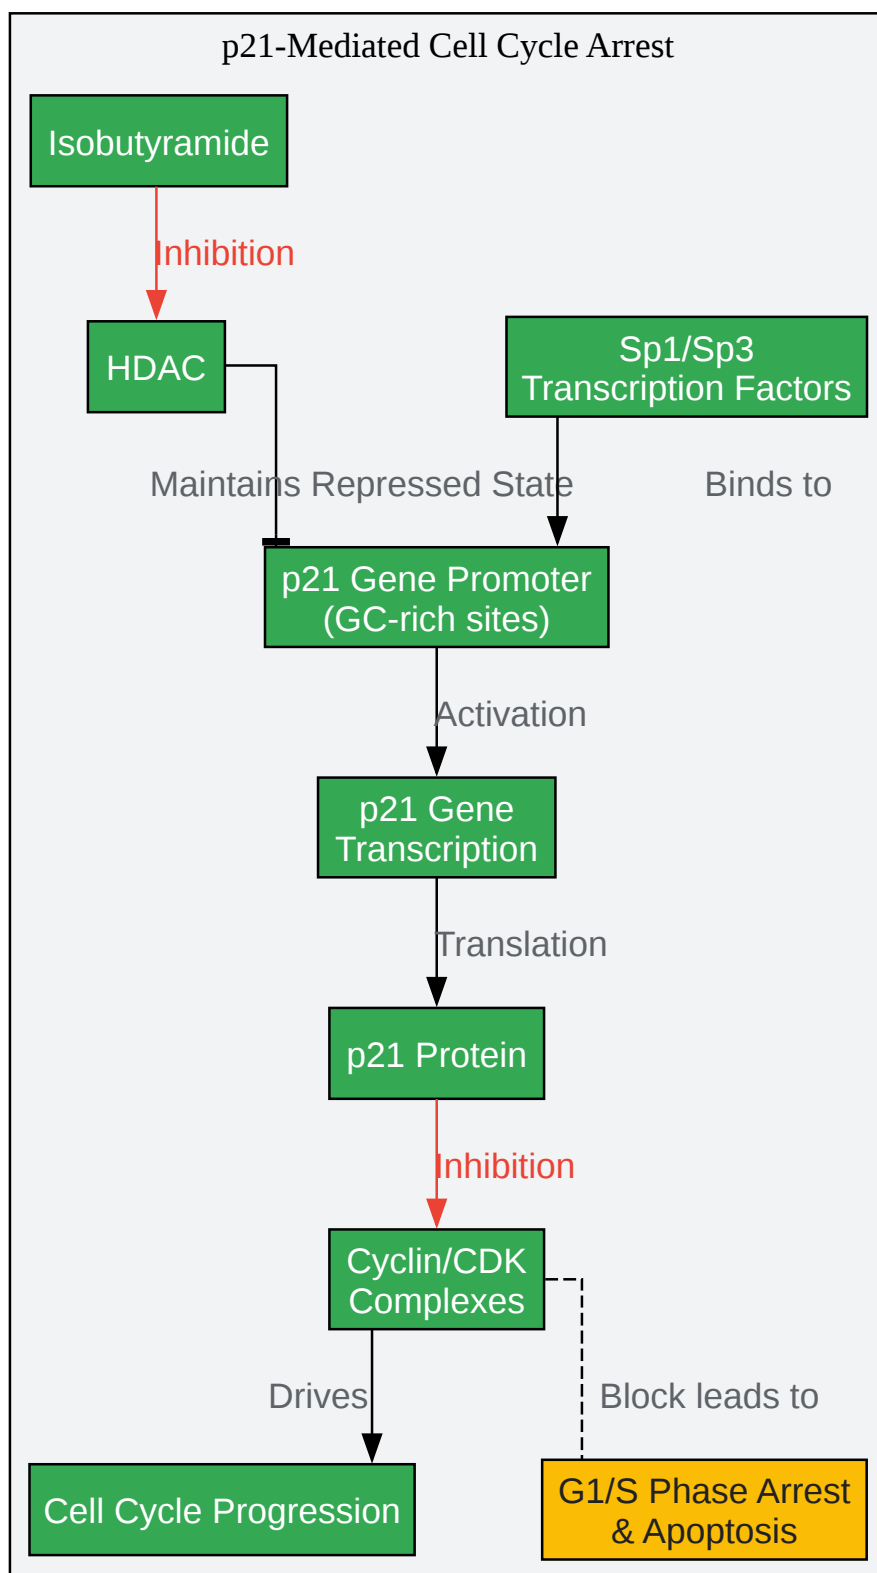 p21-Mediated Cell Cycle Arrest
Isobutyramide
Inhibition
HDAC
Sp1/Sp3
Transcription Factors
Maintains Repressed State
Binds to
p21 Gene Promoter
(GC-rich sites)
Activation
p21 Gene
Transcription
Translation
p21 Protein
Inhibition
Cyclin/CDK
Complexes
Drives
Block leads to
Cell Cycle Progression
G1/S Phase Arrest
& Apoptosis